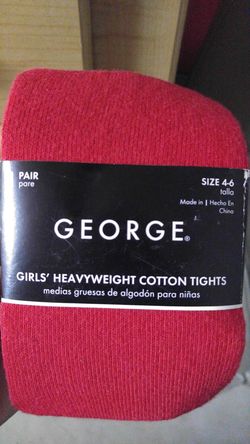 PAIR
pare
SIZE 4-6
talla
Made in | Hecho En
China
GEORGE®
GIRLS' HEAVYWEIGHT COTTON TIGHTS
medias gruesas de algodón para niñas